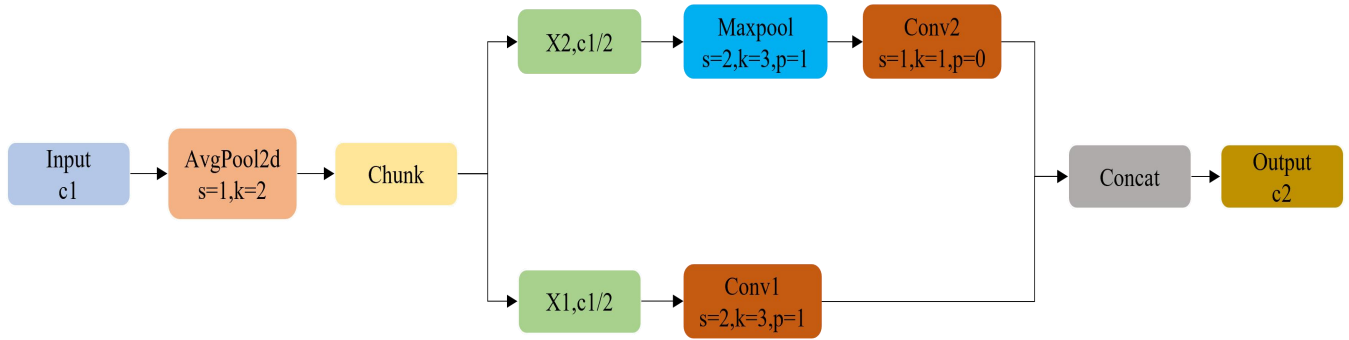 Input
c1
AvgPool2d
s=1,k=2
Chunk
X2,c1/2
Maxpool
s=2,k=3,p=1
Conv2
s=1,k=1,p=0
X1,c1/2
Conv1
s=2,k=3,p=1
Concat
Output
c2